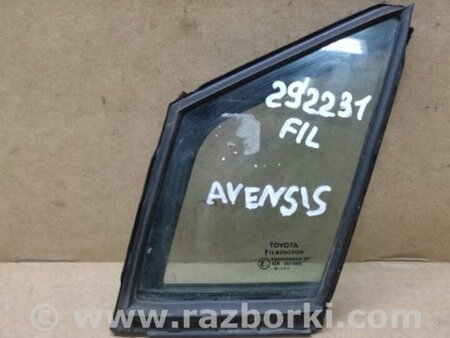 292231
FIL
AVENSIS
TOYOTA
PILKINGTON
www.razborki.com